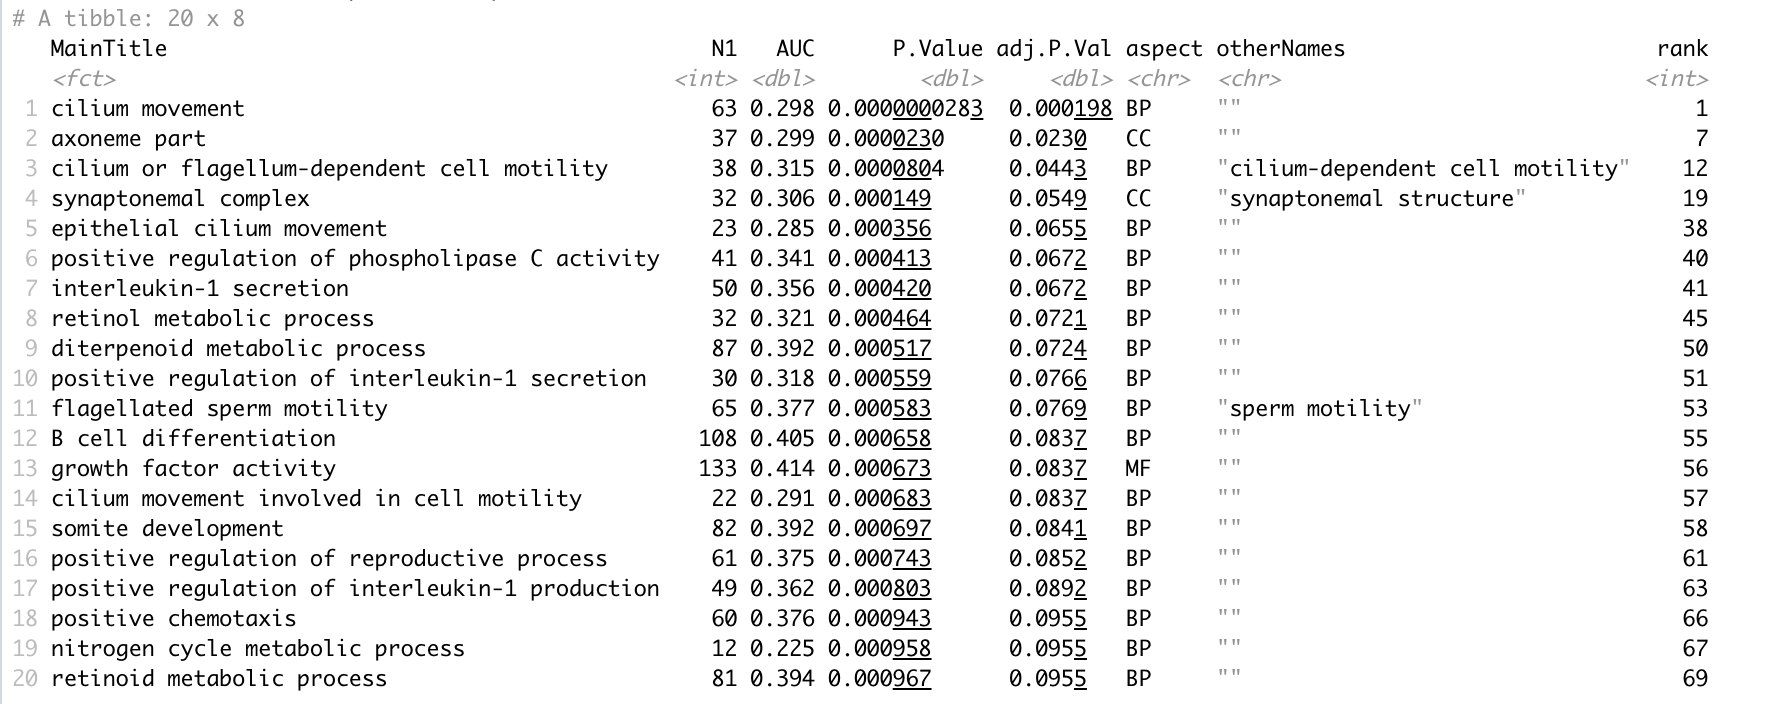 # A tibble: 20 x 8
MainTitle N1 AUC P.Value adj.P.Val aspect otherNames rank
<fct> <int> <dbl> <dbl> <dbl> <chr> <chr> <int>
1 cilium movement 63 0.298 0.0000000283 0.000198 BP "" 1
2 axoneme part 37 0.299 0.0000230 0.0230 CC "" 7
3 cilium or flagellum-dependent cell motility 38 0.315 0.0000804 0.0443 BP "cilium-dependent cell motility" 12
4 synaptonemal complex 32 0.306 0.000149 0.0549 CC "synaptonemal structure" 19
5 epithelial cilium movement 23 0.285 0.000356 0.0655 BP "" 38
6 positive regulation of phospholipase C activity 41 0.341 0.000413 0.0672 BP "" 40
7 interleukin-1 secretion 50 0.356 0.000420 0.0672 BP "" 41
8 retinol metabolic process 32 0.321 0.000464 0.0721 BP "" 45
9 diterpenoid metabolic process 87 0.392 0.000517 0.0724 BP "" 50
10 positive regulation of interleukin-1 secretion 30 0.318 0.000559 0.0766 BP "" 51
11 flagellated sperm motility 65 0.377 0.000583 0.0769 BP "sperm motility" 53
12 B cell differentiation 108 0.405 0.000658 0.0837 BP "" 55
13 growth factor activity 133 0.414 0.000673 0.0837 MF "" 56
14 cilium movement involved in cell motility 22 0.291 0.000683 0.0837 BP "" 57
15 somite development 82 0.392 0.000697 0.0841 BP "" 58
16 positive regulation of reproductive process 61 0.375 0.000743 0.0852 BP "" 61
17 positive regulation of interleukin-1 production 49 0.362 0.000803 0.0892 BP "" 63
18 positive chemotaxis 60 0.376 0.000943 0.0955 BP "" 66
19 nitrogen cycle metabolic process 12 0.225 0.000958 0.0955 BP "" 67
20 retinoid metabolic process 81 0.394 0.000967 0.0955 BP "" 69